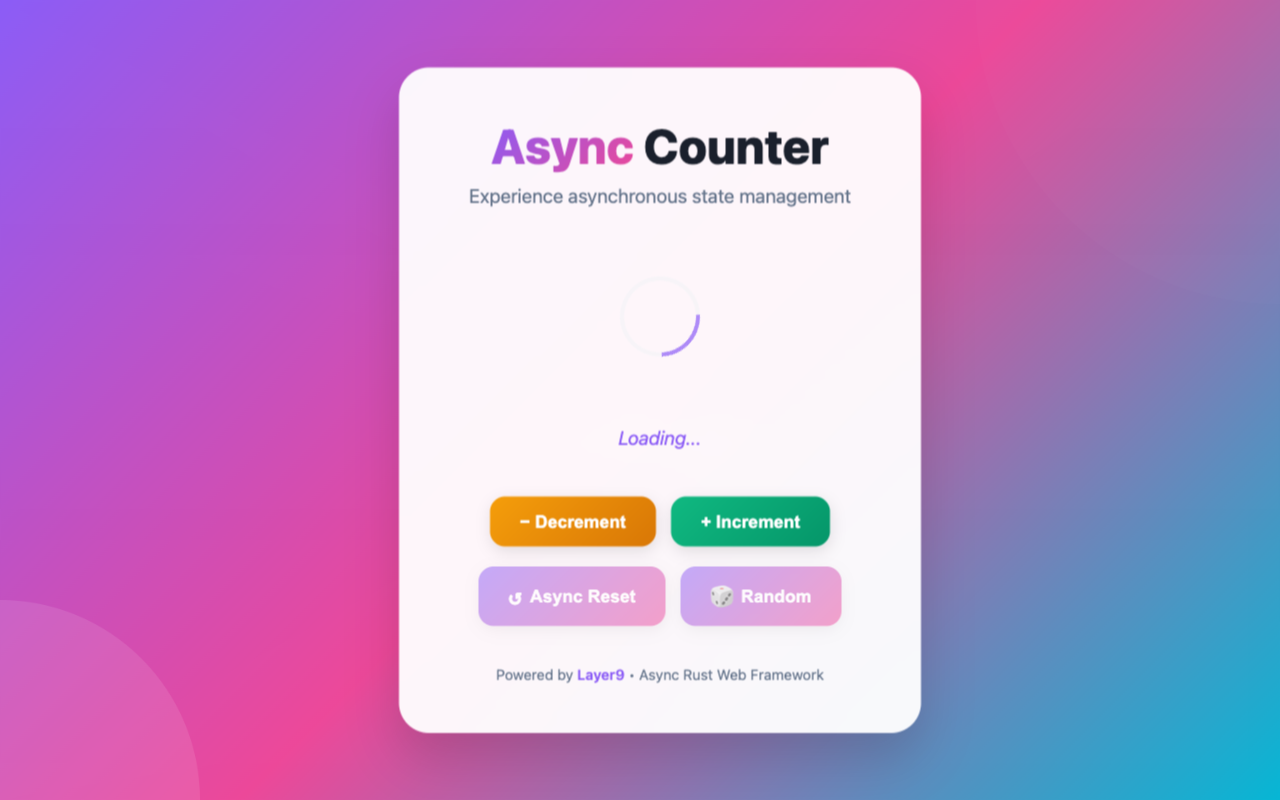 Async Counter
Experience asynchronous state management
Loading...
− Decrement
+ Increment
↺ Async Reset
🎲 Random
Powered by Layer9 • Async Rust Web Framework